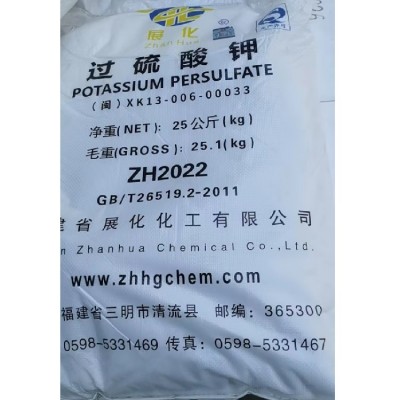 展化
ZhanHua
过硫酸钾
POTASSIUM PERSULFATE
(闽) XK13-006-00033
净重(NET): 25公斤(kg)
毛重(GROSS): 25.1(kg)
ZH2022
GB/T26519.2-2011
建省展化化工有限公司
n Zhanhua Chemical Co.,Ltd.
www.zhhgchem.com
福建省三明市清流县 邮编: 365300
0598-5331469 传真: 0598-5331467